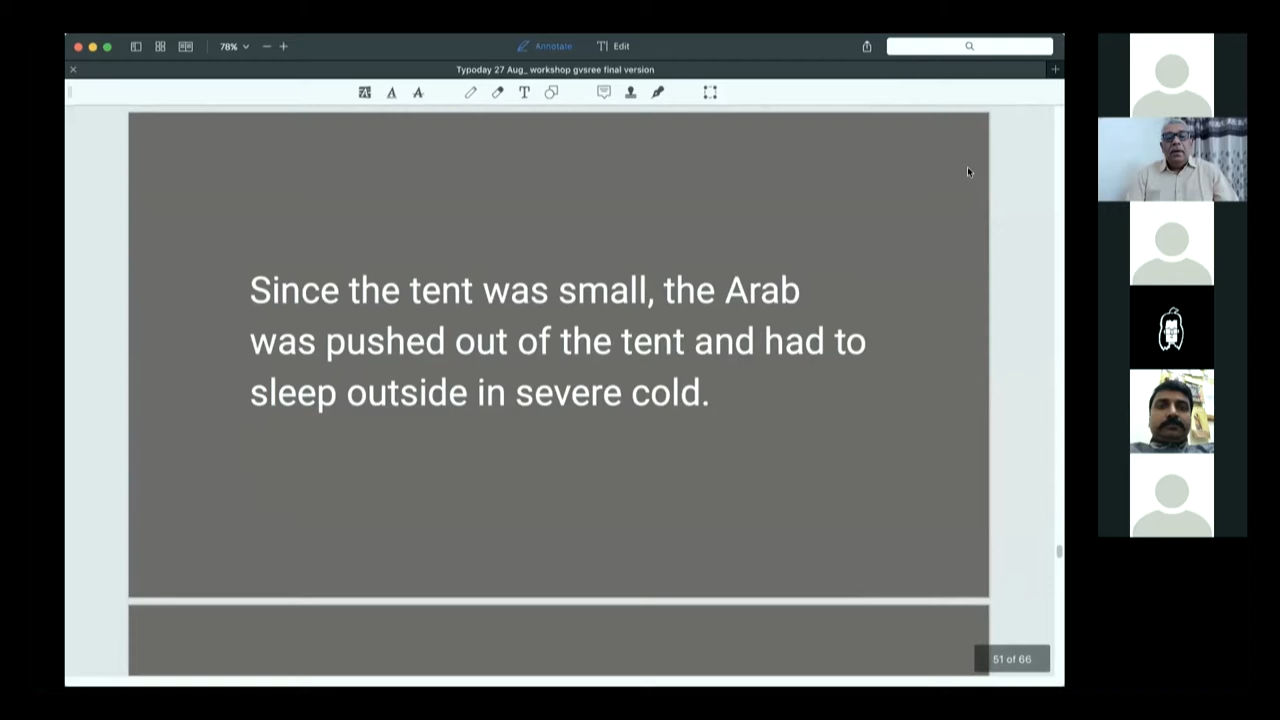 78%
Annotate
Edit
Typoday 27 Aug_ workshop gvsree final version
Since the tent was small, the Arab
was pushed out of the tent and had to
sleep outside in severe cold.
51 of 66